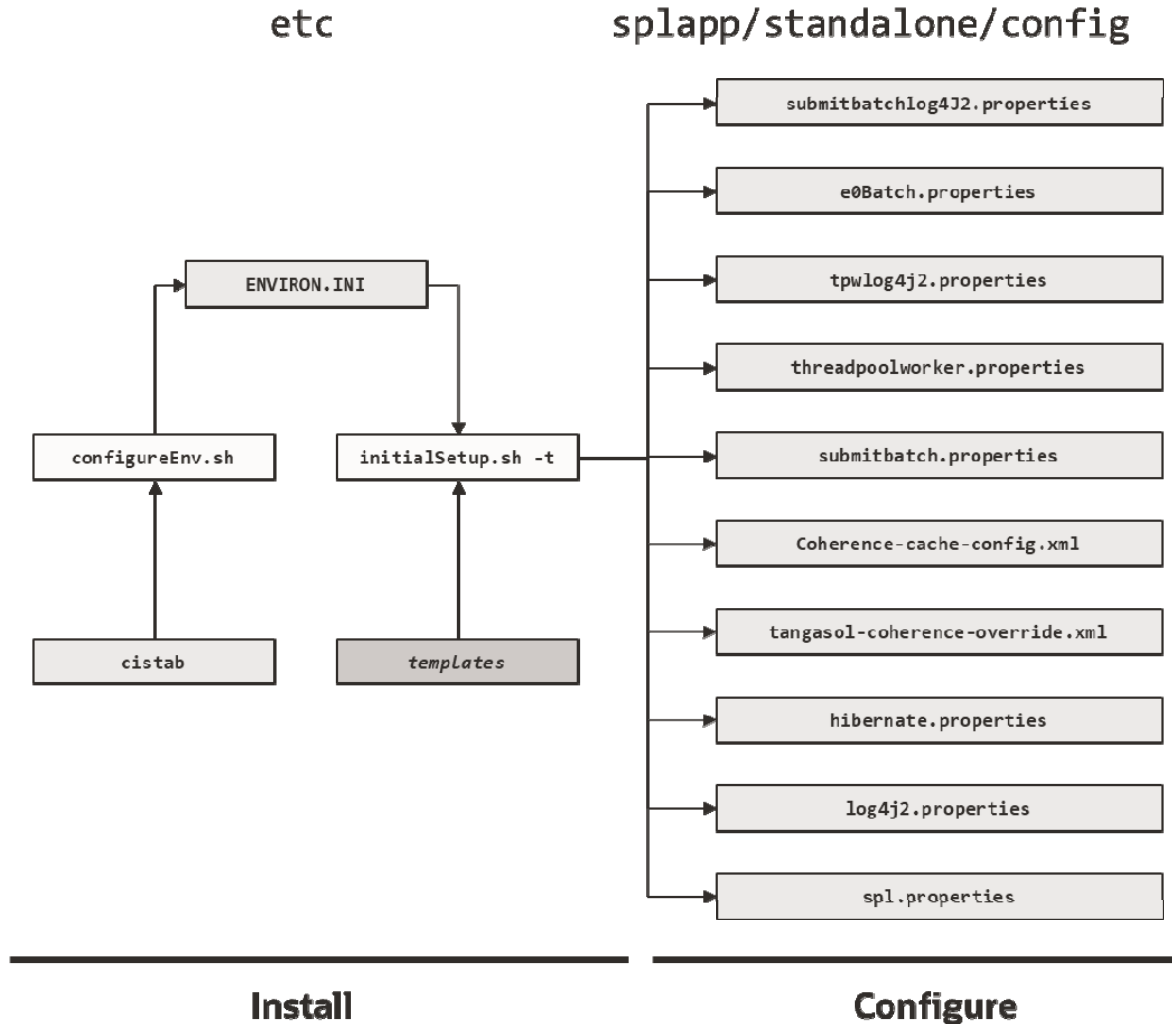 etc
splapp/standalone/config
submitbatchlog4J2.properties
e0Batch.properties
ENVIRON.INI
tpwlog4j2.properties
threadpoolworker.properties
configureEnv.sh
initialSetup.sh -t
submitbatch.properties
Coherence-cache-config.xml
cistab
templates
tangasol-coherence-override.xml
hibernate.properties
log4j2.properties
spl.properties
Install
Configure